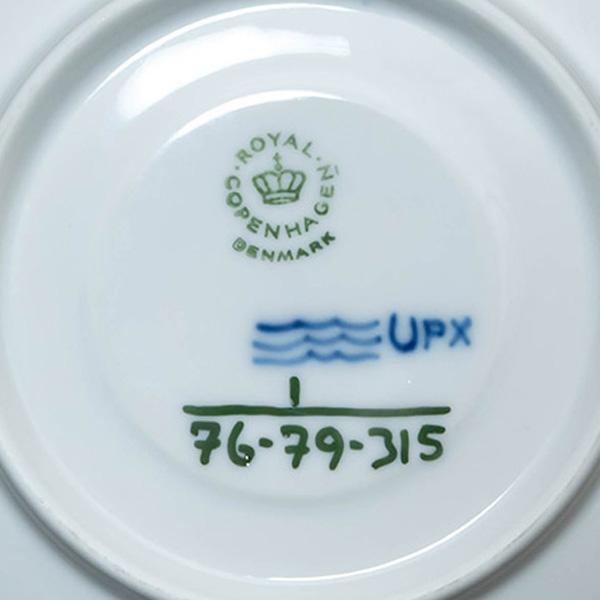 ·ROYAL·
COPENHAGEN
DENMARK
UPX
1
76-79-315